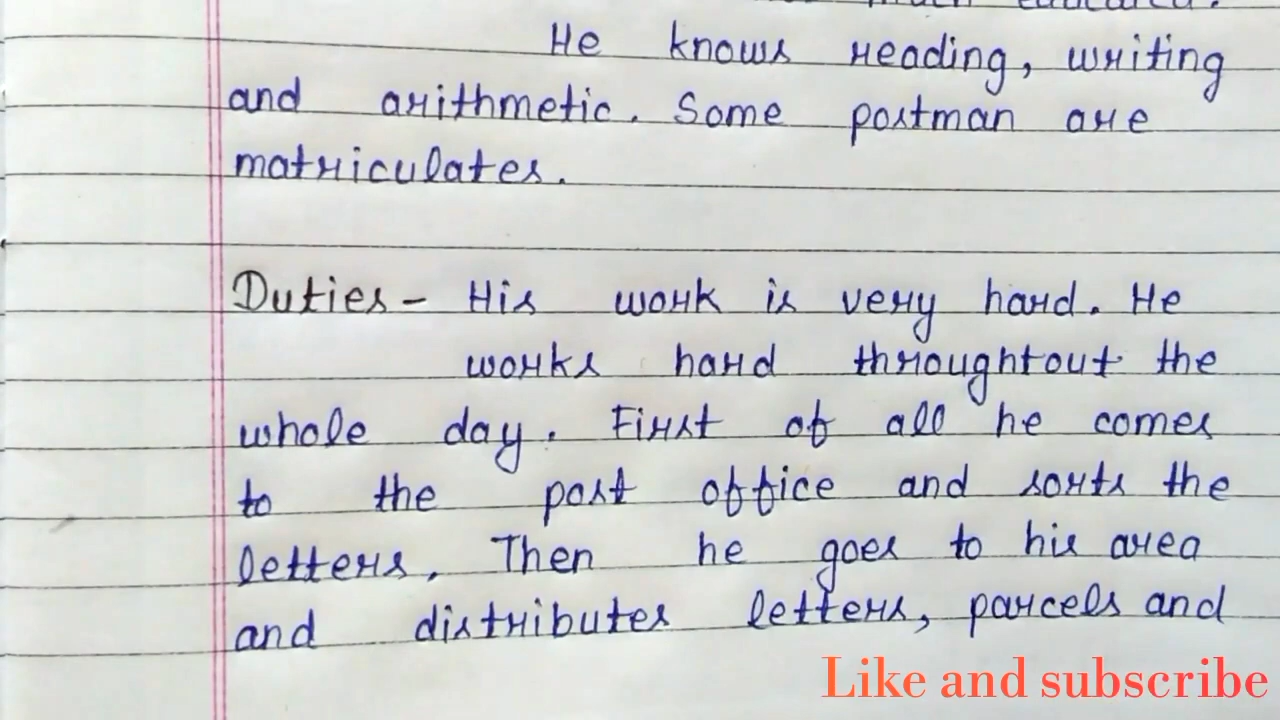 much educated.
He knows reading, writing
and arithmetic. Some postman are
matriculates.
Duties - His work is very hard. He
works hard throughtout the
whole day. First of all he comes
to the post office and sorts the
letters. Then he goes to his area
and distributes letters, parcels and
Like and subscribe